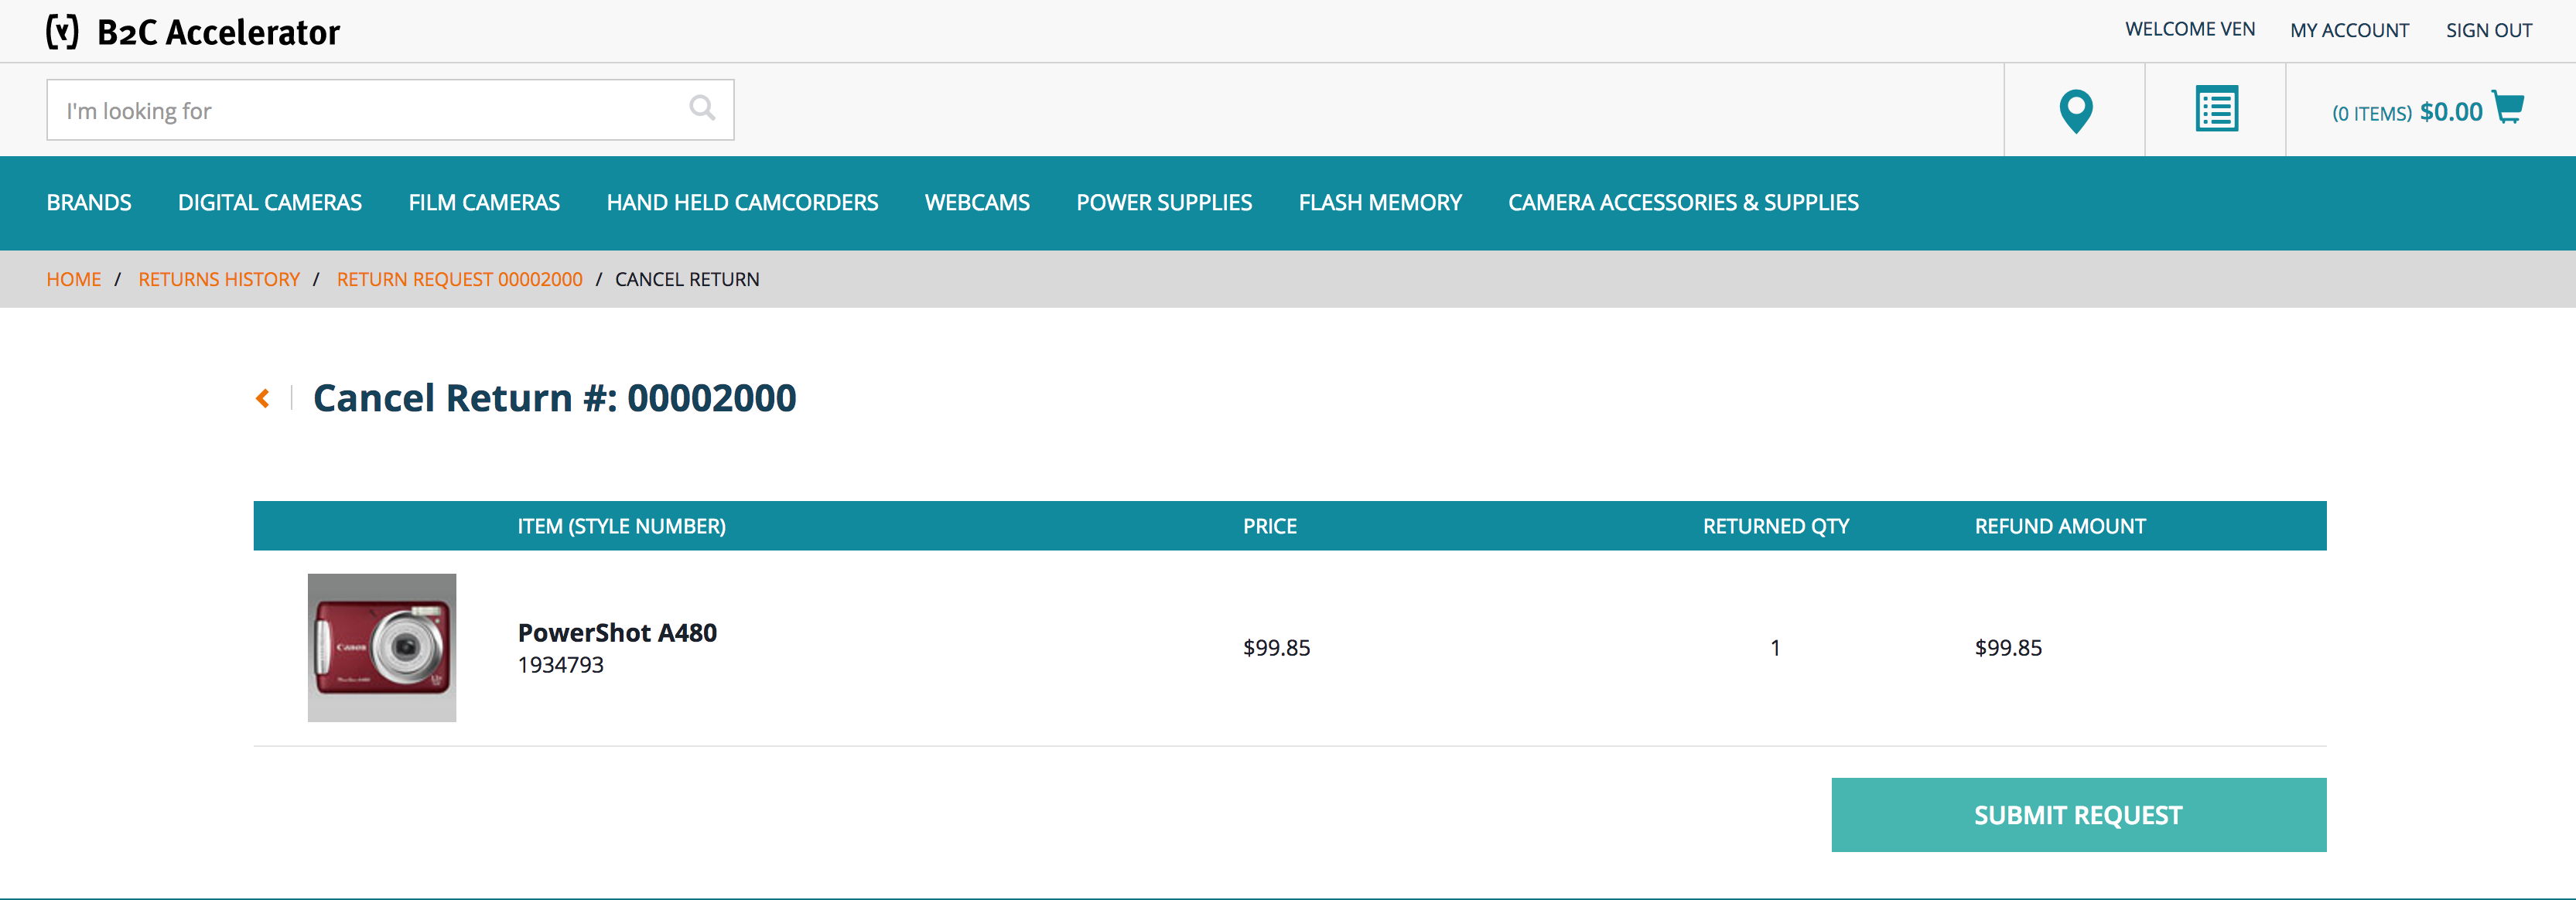 B2C Accelerator
WELCOME VEN MY ACCOUNT SIGN OUT
I'm looking for
(0 ITEMS) $0.00
BRANDS DIGITAL CAMERAS FILM CAMERAS HAND HELD CAMCORDERS WEBCAMS POWER SUPPLIES FLASH MEMORY CAMERA ACCESSORIES & SUPPLIES
HOME / RETURNS HISTORY / RETURN REQUEST 00002000 / CANCEL RETURN
Cancel Return #: 00002000
ITEM (STYLE NUMBER) PRICE RETURNED QTY REFUND AMOUNT
Canon
PowerShot A480
1934793
$99.85 1 $99.85
SUBMIT REQUEST